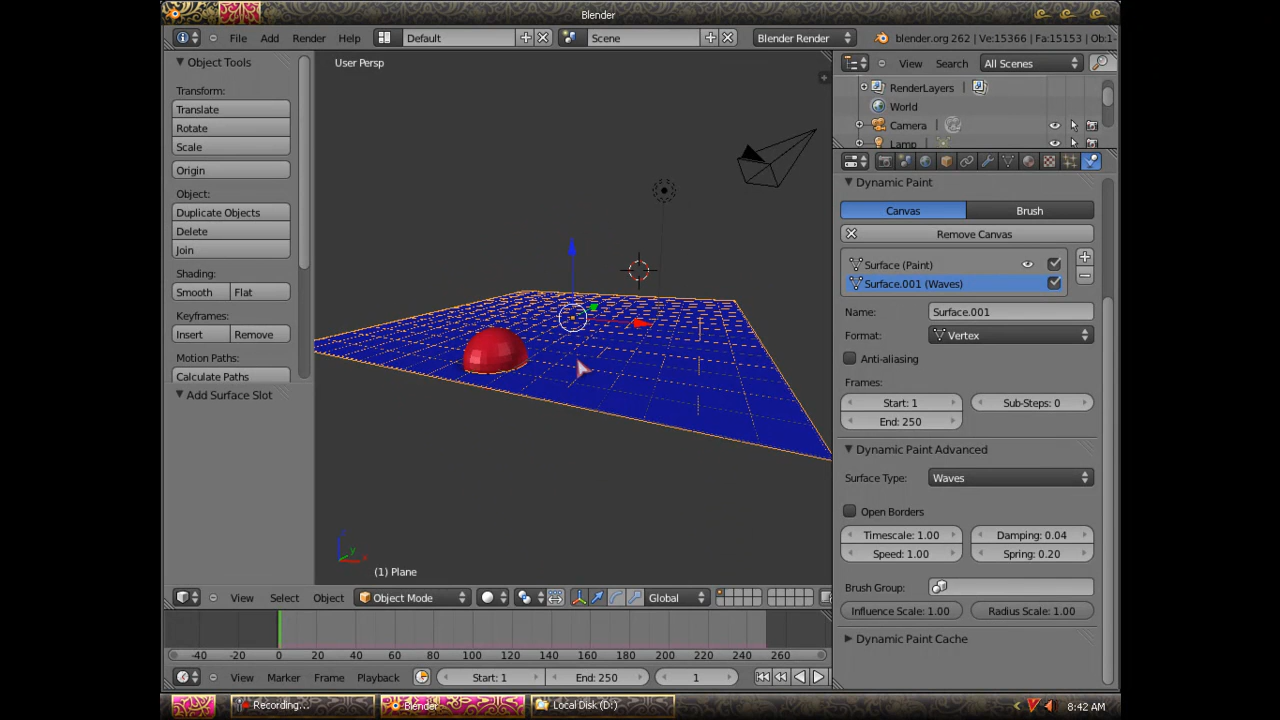 Blender
File Add Render Help Default Scene Blender Render blender.org 262 | Ve:15366 | Fa:15153 | Ob:1-
Object Tools
Transform:
Translate
Rotate
Scale
Origin
Object:
Duplicate Objects
Delete
Join
Shading:
Smooth Flat
Keyframes:
Insert Remove
Motion Paths:
Calculate Paths
Add Surface Slot
User Persp
(1) Plane
View Select Object Object Mode Global
-40 -20 0 20 40 60 80 100 120 140 160 180 200 220 240 260
View Marker Frame Playback Start: 1 End: 250 1
View Search All Scenes
RenderLayers
World
Camera
Lamp
Dynamic Paint
Canvas Brush
Remove Canvas
Surface (Paint)
Surface.001 (Waves)
Name: Surface.001
Format: Vertex
Anti-aliasing
Frames:
Start: 1 Sub-Steps: 0
End: 250
Dynamic Paint Advanced
Surface Type: Waves
Open Borders
Timescale: 1.00 Damping: 0.04
Speed: 1.00 Spring: 0.20
Brush Group:
Influence Scale: 1.00 Radius Scale: 1.00
Dynamic Paint Cache
Recording... Blender Local Disk (D:) 8:42 AM